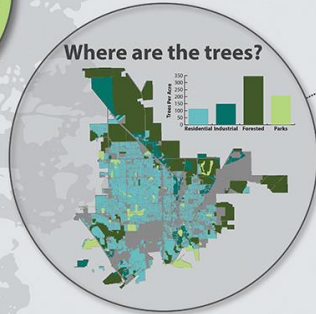 Where are the trees?
Trees Per Acre
350
300
250
200
150
100
50
0
Residential Industrial Forested Parks